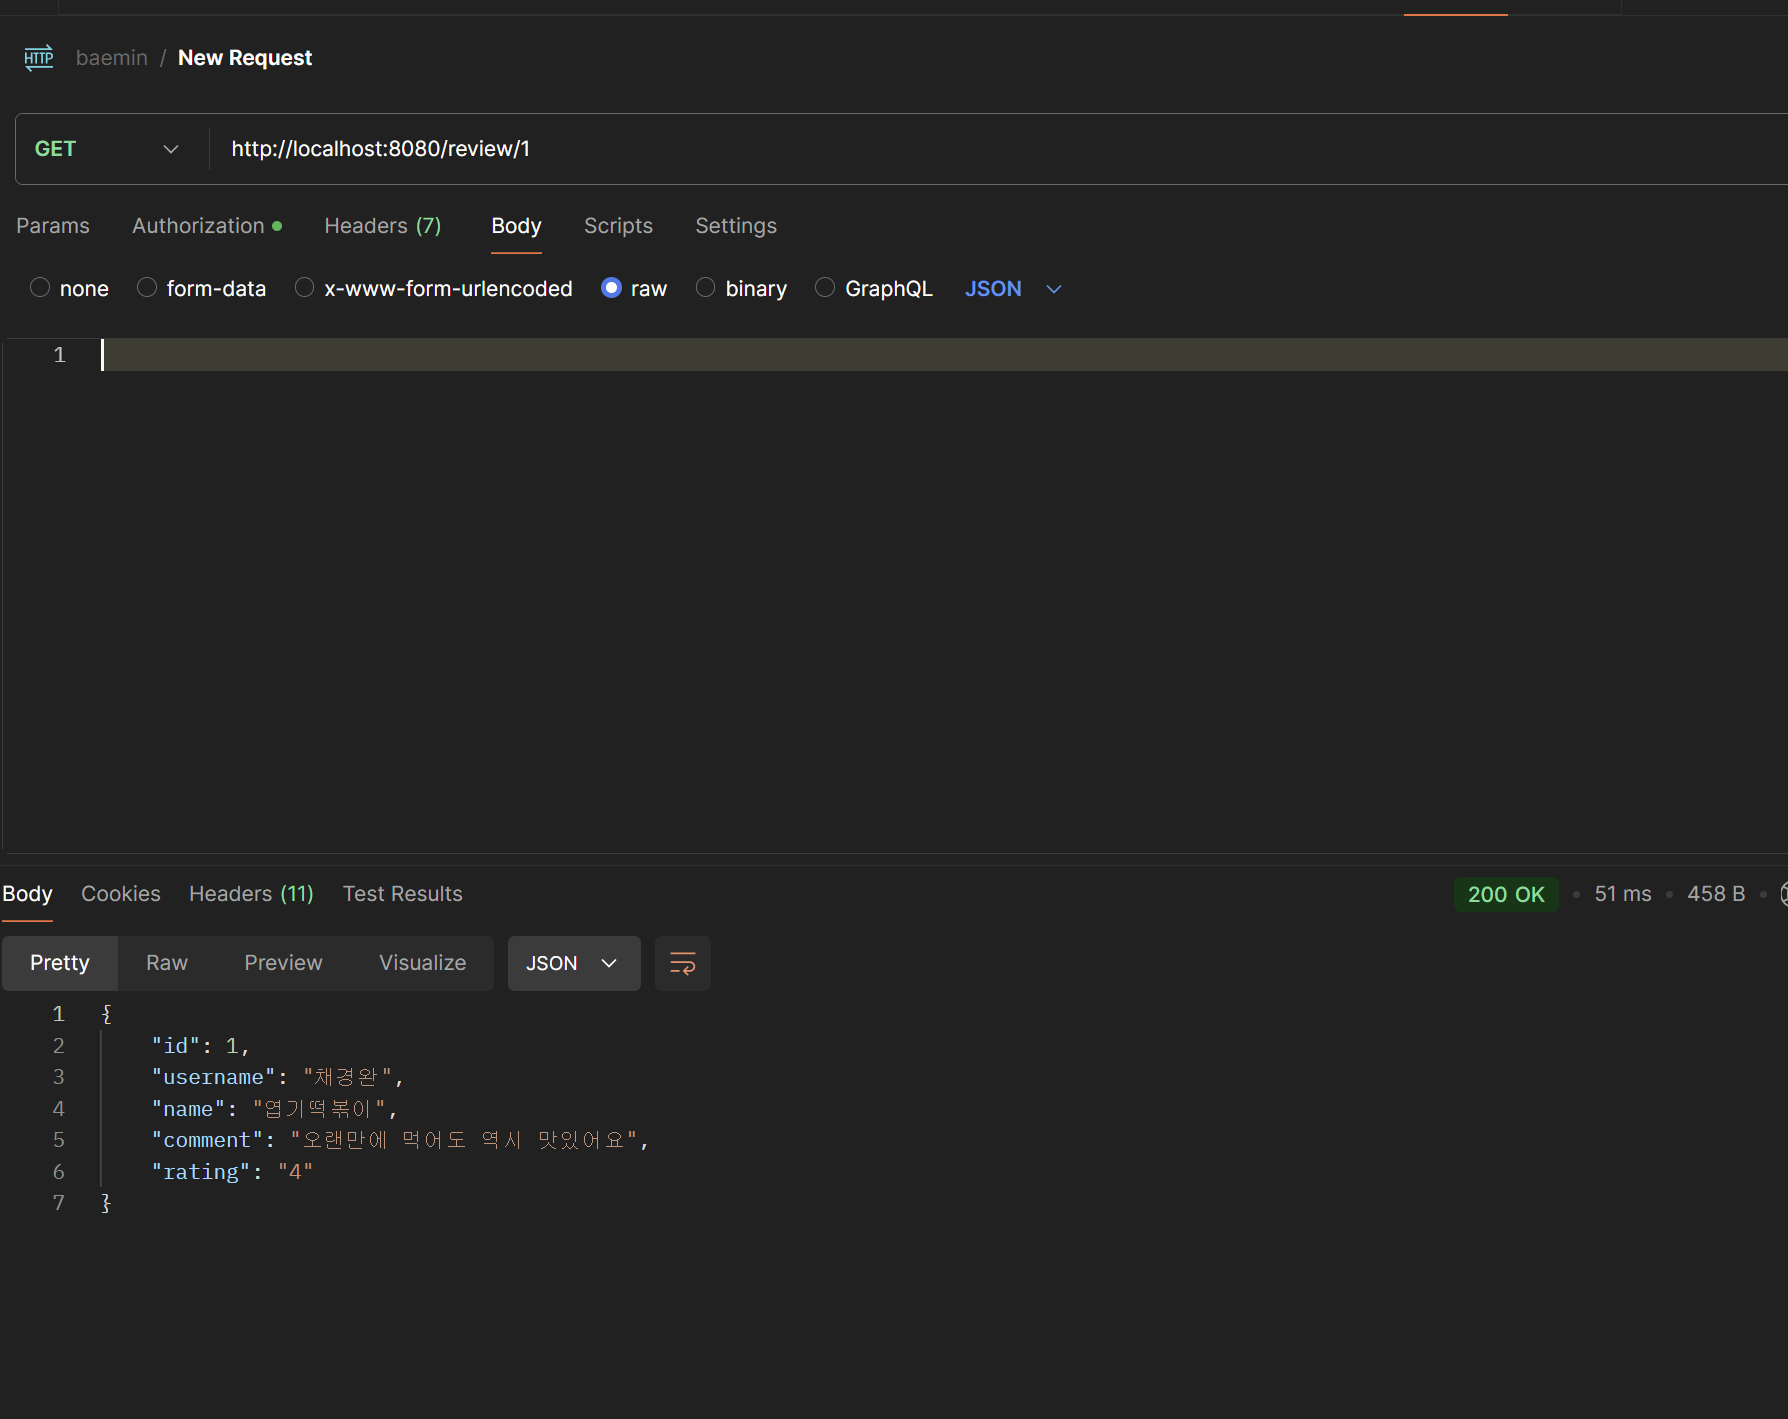 HTTP baemin / New Request
GET http://localhost:8080/review/1
Params Authorization Headers (7) Body Scripts Settings
none form-data x-www-form-urlencoded raw binary GraphQL JSON
1
Body Cookies Headers (11) Test Results 200 OK • 51 ms • 458 B •
Pretty Raw Preview Visualize JSON
1 {
2 "id": 1,
3 "username": "채경완",
4 "name": "엽기떡볶이",
5 "comment": "오랜만에 먹어도 역시 맛있어요",
6 "rating": "4"
7 }